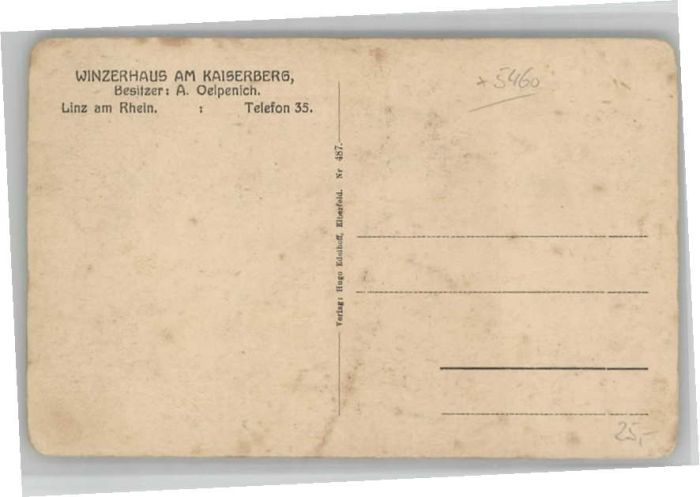 WINZERHAUS AM KAISERBERG,
Besitzer: A. Oelpenich.
Linz am Rhein. : Telefon 35.
Verlag: Hugo Edelhoff, Elberfeld. Nr 487.
x 5460
25,-